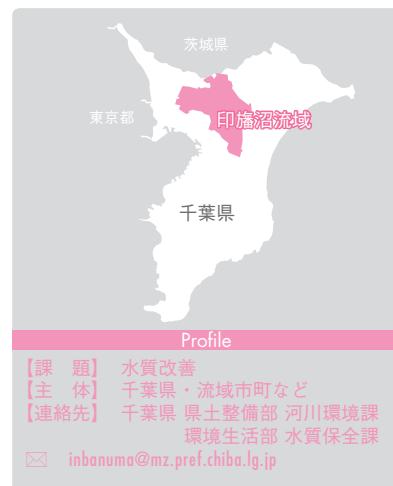 茨城県
東京都
印旛沼流域
千葉県
Profile
【課　題】　水質改善
【主　体】　千葉県・流域市町など
【連絡先】　千葉県 県土整備部 河川環境課
環境生活部 水質保全課
inbanuma@mz.pref.chiba.lg.jp